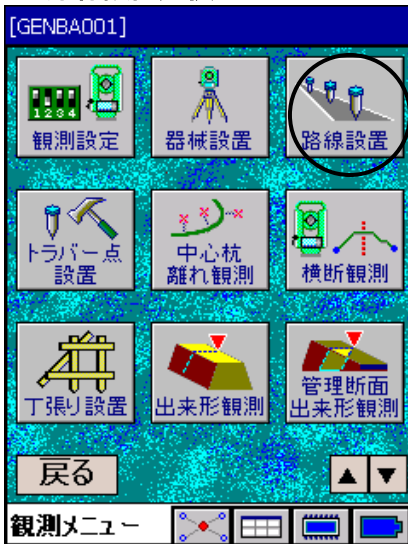 [GENBA001]
1234
観測設定
器械設置
路線設置
トラバー点
設置
中心杭
離れ観測
横断観測
丁張り設置
出来形観測
管理断面
出来形観測
戻る
▲
▼
観測メニュー